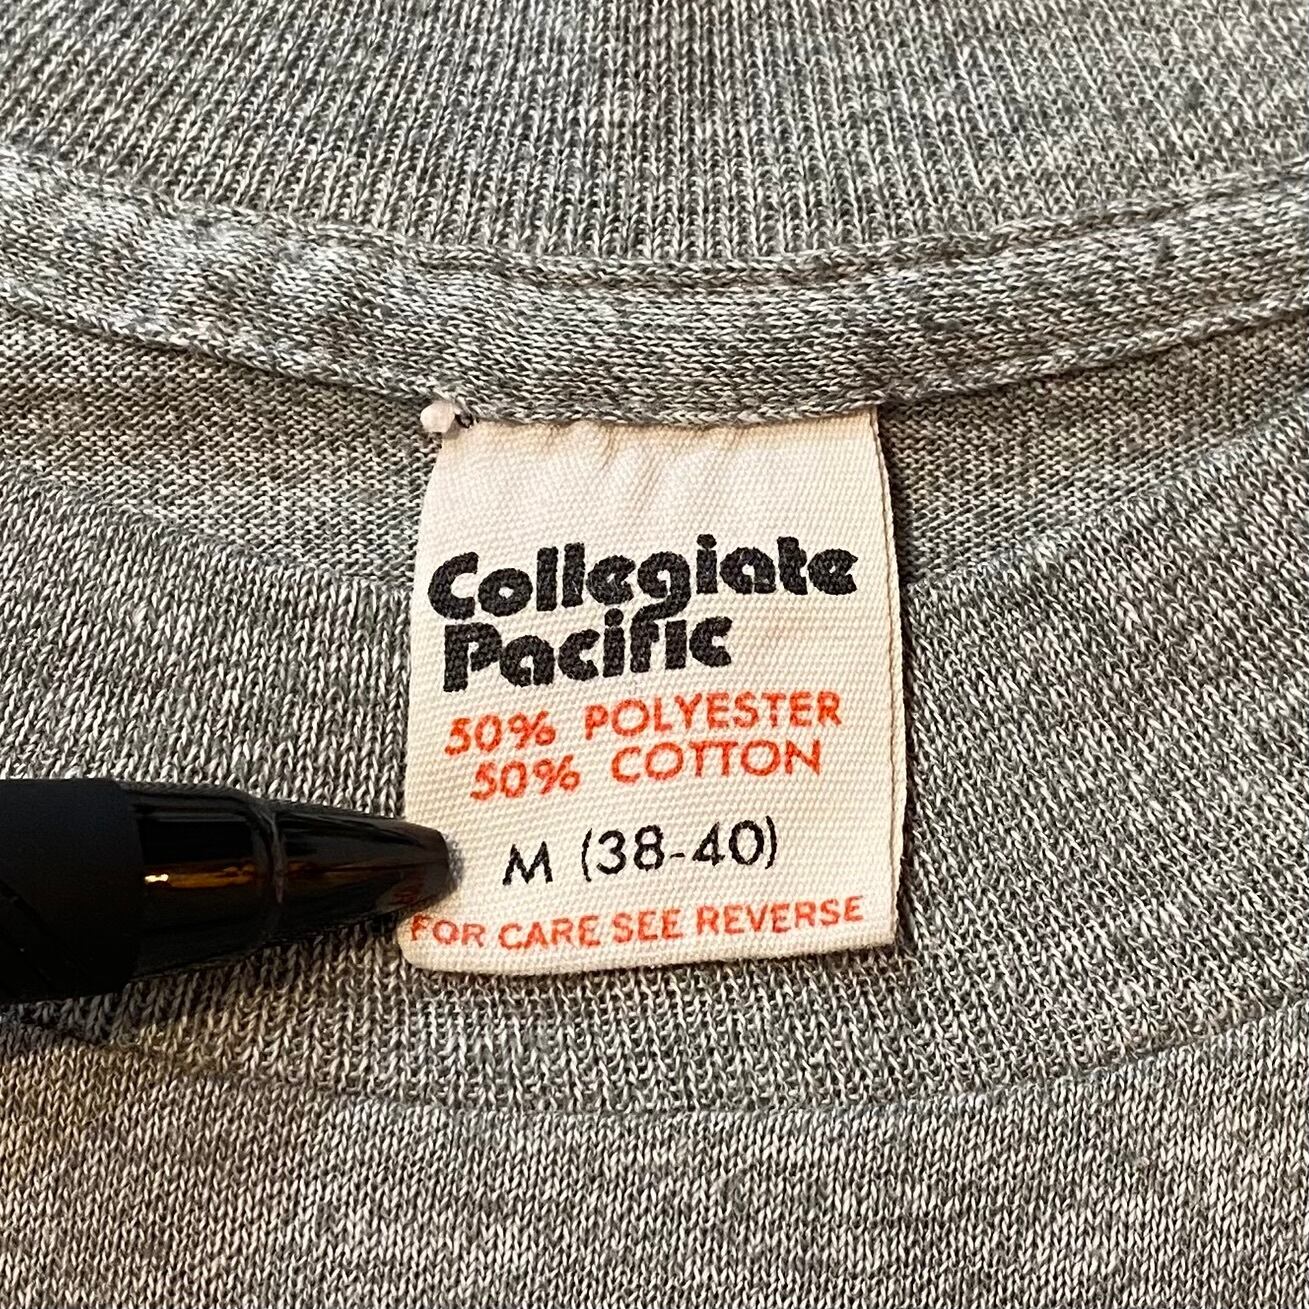 Collegiate
Pacific
50% POLYESTER
50% COTTON
M (38-40)
FOR CARE SEE REVERSE